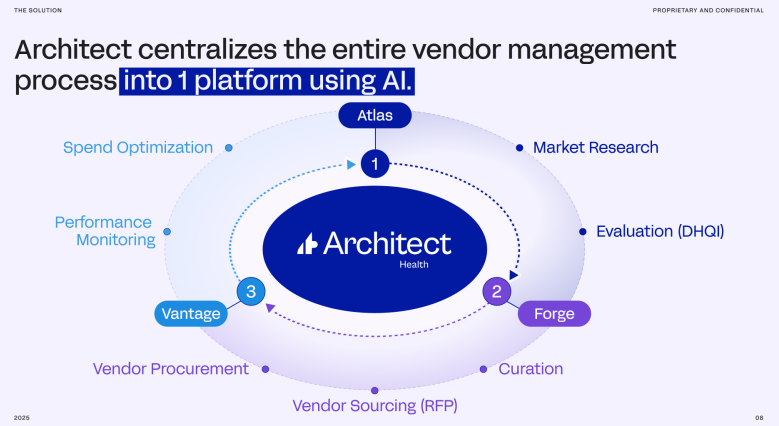 THE SOLUTION
PROPRIETARY AND CONFIDENTIAL
Architect centralizes the entire vendor management
process into 1 platform using AI.
Atlas
1
Spend Optimization
Market Research
Performance
Monitoring
Evaluation (DHQI)
Architect
Health
3
2
Vantage
Forge
Vendor Procurement
Curation
Vendor Sourcing (RFP)
2025
08